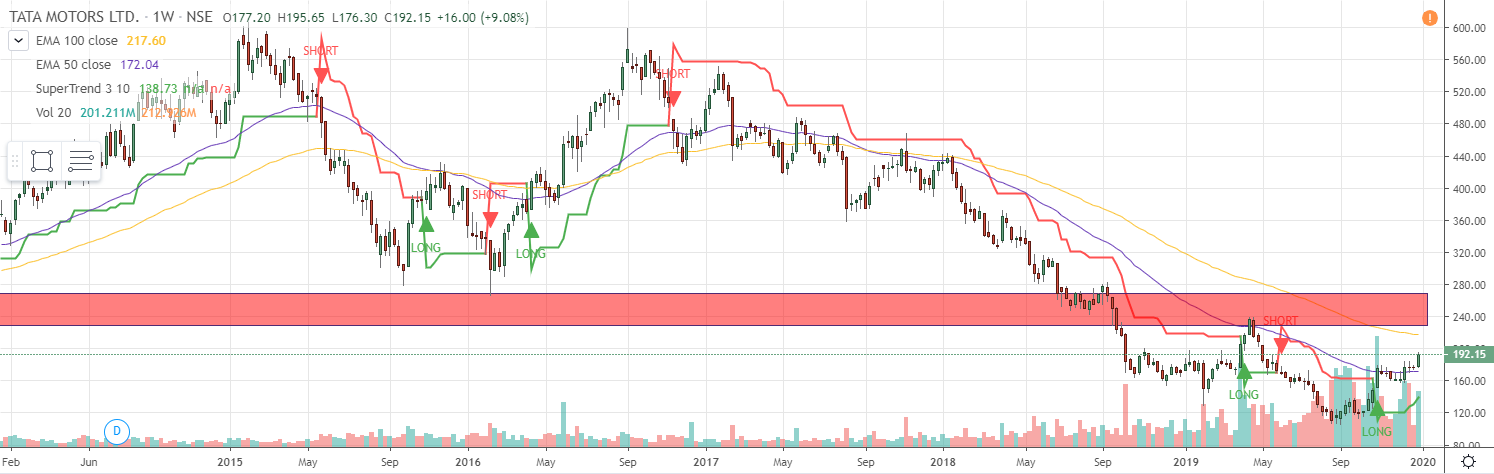 TATA MOTORS LTD. · 1W · NSE O177.20 H195.65 L176.30 C192.15 +16.00 (+9.08%)
EMA 100 close 217.60
EMA 50 close 172.04
SuperTrend 3 10 138.73 n/a n/a
Vol 20 201.211M
SHORT
SHORT
SHORT
LONG
LONG
SHORT
LONG
LONG
600.00
560.00
520.00
480.00
440.00
400.00
360.00
320.00
280.00
240.00
192.15
160.00
120.00
80.00
D
Feb Jun 2015 May Sep 2016 May Sep 2017 May Sep 2018 May Sep 2019 May Sep 2020